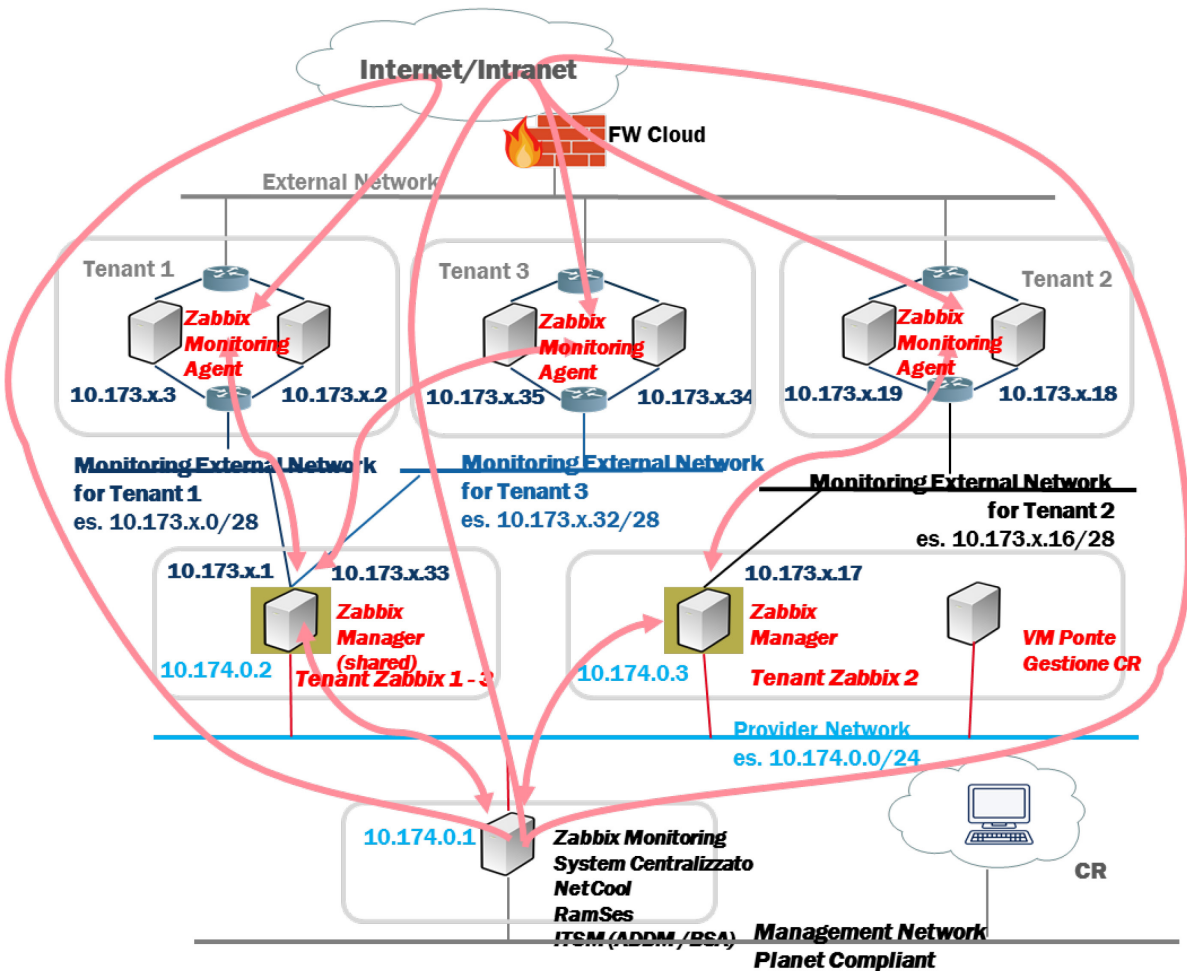 Internet/Intranet
FW Cloud
External Network
Tenant 1
Zabbix
Monitoring
Agent
10.173.x.3
10.173.x.2
Tenant 3
Zabbix
Monitoring
Agent
10.173.x.35
10.173.x.34
Tenant 2
Zabbix
Monitoring
Agent
10.173.x.19
10.173.x.18
Monitoring External Network
for Tenant 1
es. 10.173.x.0/28
Monitoring External Network
for Tenant 3
es. 10.173.x.32/28
Monitoring External Network
for Tenant 2
es. 10.173.x.16/28
10.173.x.1
10.173.x.33
Zabbix
Manager
(shared)
10.174.0.2
Tenant Zabbix 1 - 3
10.173.x.17
Zabbix
Manager
10.174.0.3
Tenant Zabbix 2
VM Ponte
Gestione CR
Provider Network
es. 10.174.0.0/24
10.174.0.1
Zabbix Monitoring
System Centralizzato
NetCool
RamSes
ITSM (ADDM /BSA)
CR
Management Network
Planet Compliant